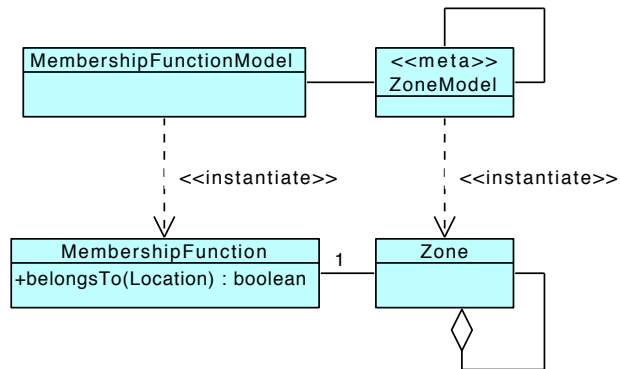 MembershipFunctionModel
<<meta>>
ZoneModel
<<instantiate>>
<<instantiate>>
MembershipFunction
+belongsTo(Location) : boolean
1
Zone